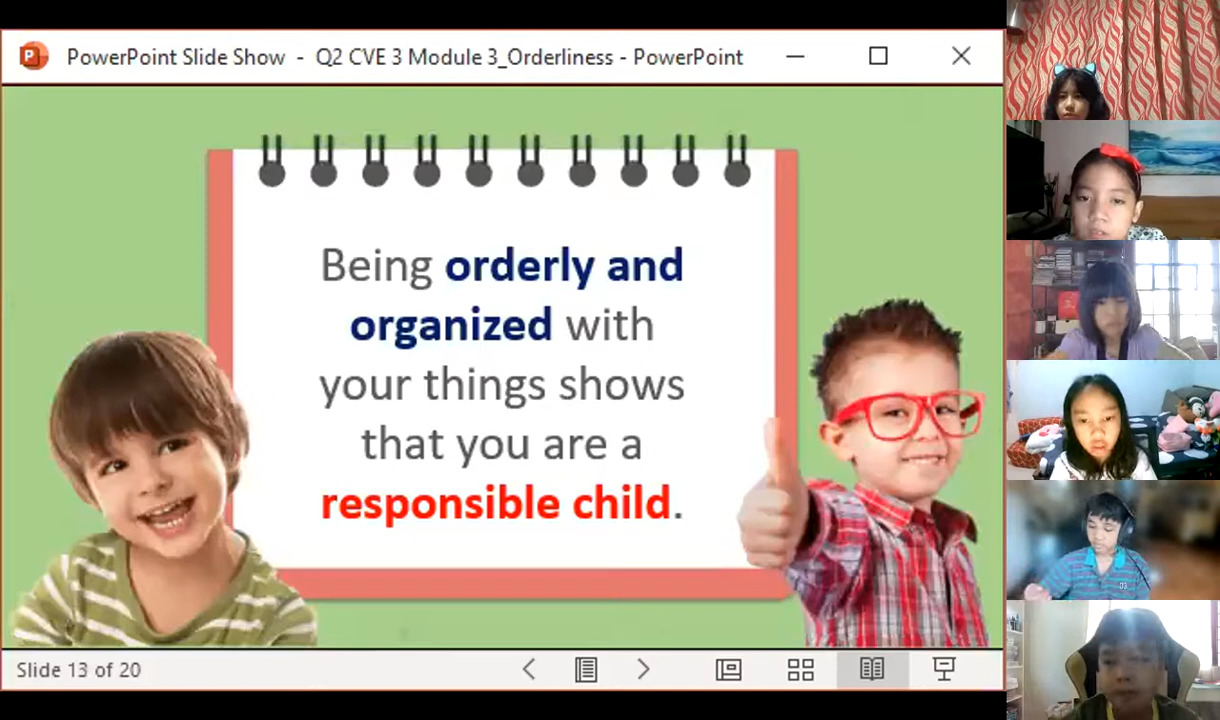 PowerPoint Slide Show - Q2 CVE 3 Module 3_Orderliness - PowerPoint
Being orderly and
organized with
your things shows
that you are a
responsible child.
Slide 13 of 20